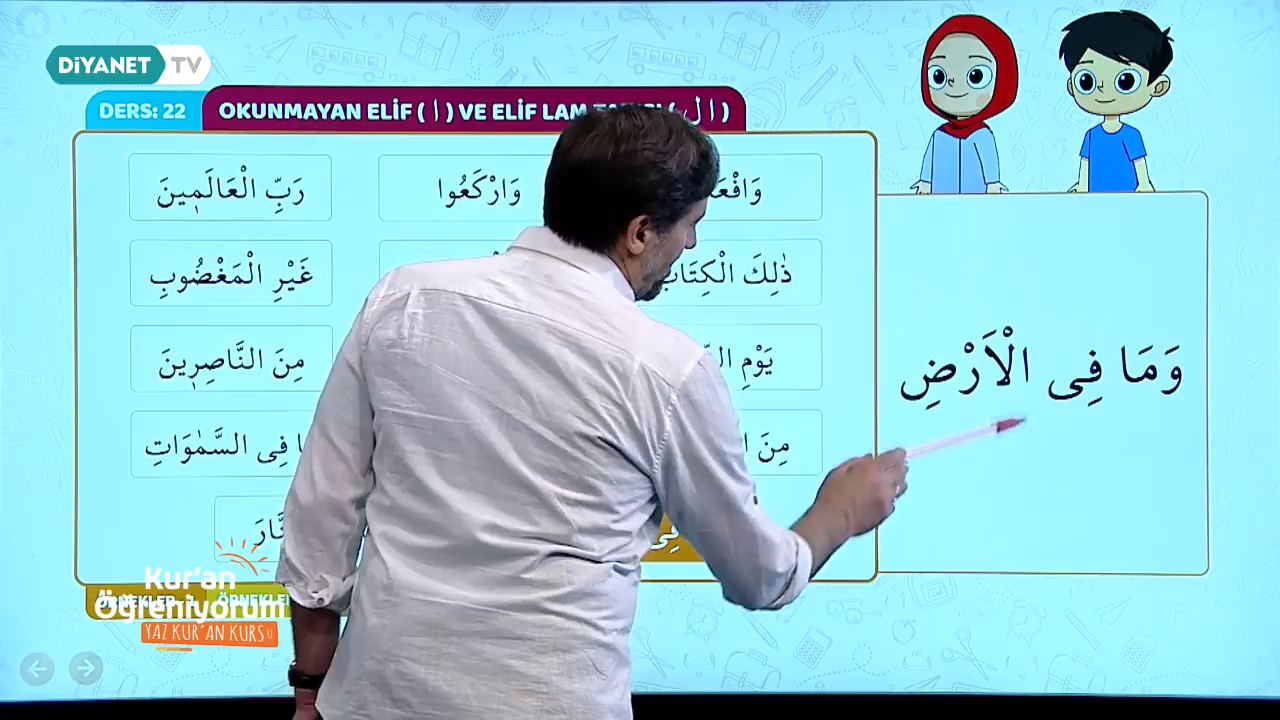 DİYANET TV
DERS: 22
OKUNMAYAN ELİF ( ا ) VE ELİF LAM ( ال )
رَبِّ الْعَالَمٖينَ
وَارْكَعُوا
غَيْرِ الْمَغْضُوبِ
ذٰلِكَ الْكِتَابُ
مِنَ النَّاصِرٖينَ
يَوْمِ
فِى السَّمٰوَاتِ
مِنَ
وَمَا فِى الْاَرْضِ
Kur'an
Öğreniyorum
YAZ KUR'AN KURSU